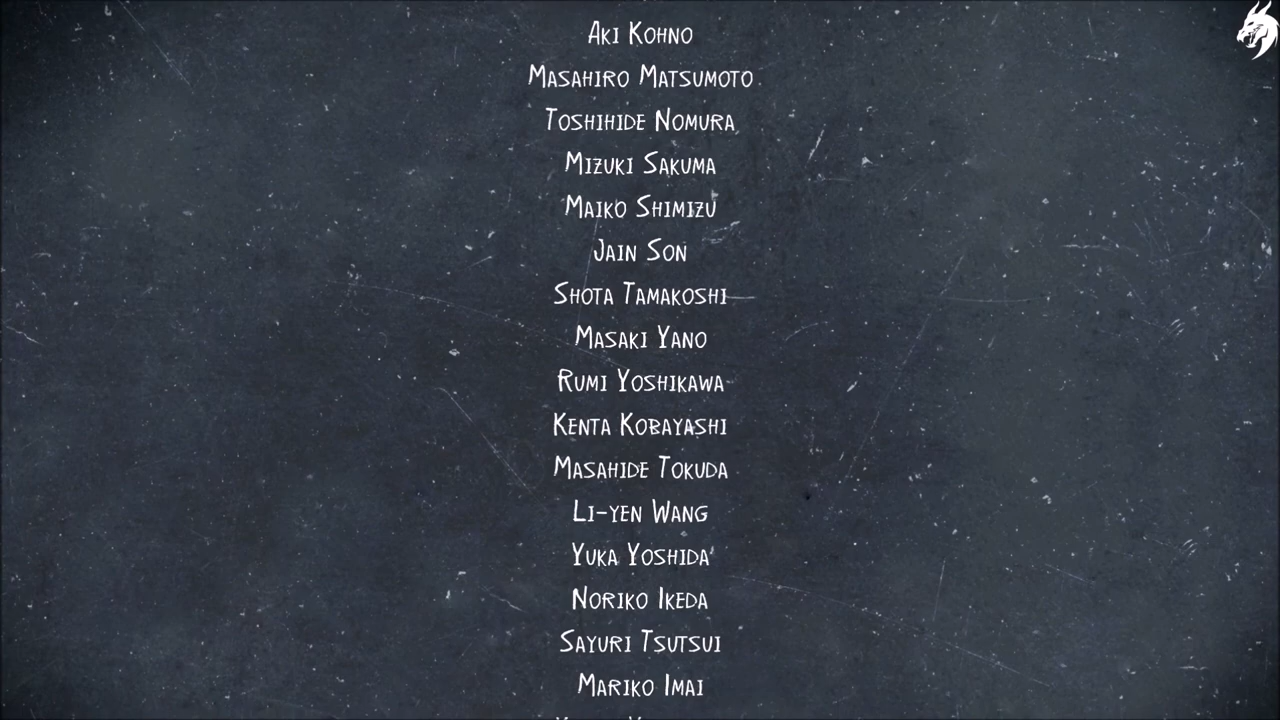 Aki Kohno
Masahiro Matsumoto
Toshihide Nomura
Mizuki Sakuma
Maiko Shimizu
Jain Son
Shota Tamakoshi
Masaki Yano
Rumi Yoshikawa
Kenta Kobayashi
Masahide Tokuda
Li-yen Wang
Yuka Yoshida
Noriko Ikeda
Sayuri Tsutsui
Mariko Imai